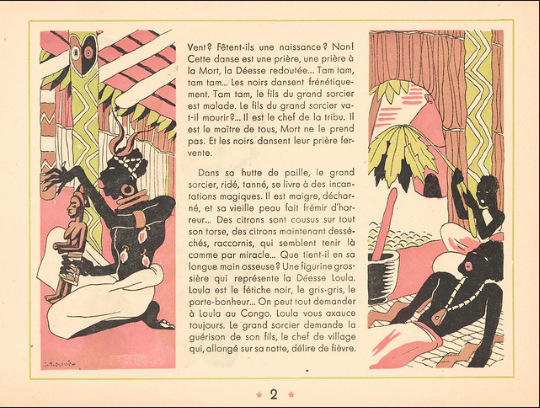 Vent? Fêtent-ils une naissance? Non!
Cette danse est une prière, une prière à
la Mort, la Déesse redoutée... Tam tam,
tam tam... Les noirs dansent frénétique-
ment. Tam tam, le fils du grand sorcier
est malade. Le fils du grand sorcier va-
t-il mourir?... Il est le chef de la tribu. Il
est le maître de tous, Mort ne le prend
pas. Et les noirs dansent leur prière fer-
vente.
Dans sa hutte de paille, le grand
sorcier, ridé, tanné, se livre à des incan-
tations magiques. Il est maigre, déchar-
né, et sa vieille peau fait frémir d'hor-
reur... Des citrons sont cousus sur tout
son torse, des citrons maintenant dessé-
chés, raccornis, qui semblent tenir là
comme par miracle... Que tient-il en sa
longue main osseuse? Une figurine gros-
sière qui représente la Déesse Loula.
Loula est le fétiche noir, le gris-gris, le
porte-bonheur... On peut tout demander
à Loula au Congo. Loula vous axauce
toujours. Le grand sorcier demande la
guérison de son fils, le chef de village
qui, allongé sur sa natte, délire de fièvre.
2